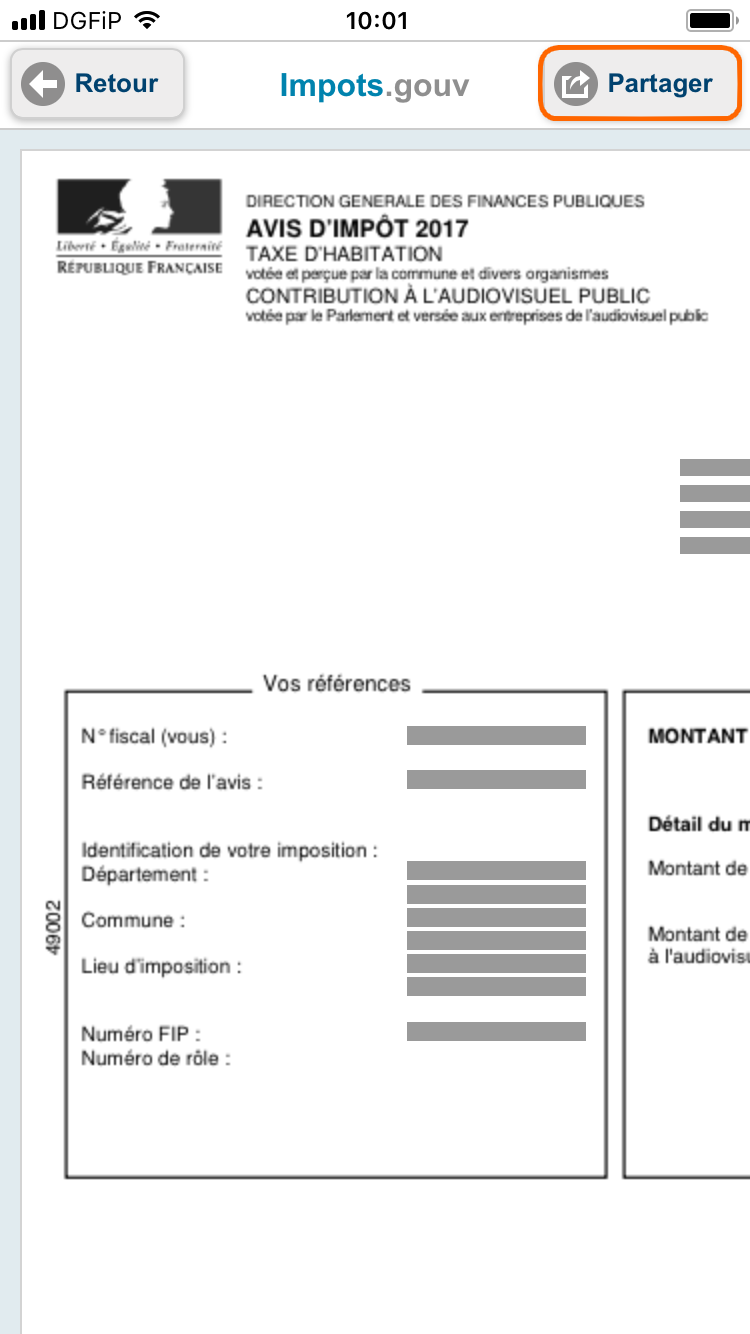 DGFiP 10:01
Retour
Impots.gouv
Partager
Liberté • Égalité • Fraternité
RÉPUBLIQUE FRANÇAISE
DIRECTION GENERALE DES FINANCES PUBLIQUES
AVIS D'IMPÔT 2017
TAXE D'HABITATION
votée et perçue par la commune et divers organismes
CONTRIBUTION À L'AUDIOVISUEL PUBLIC
votée par le Parlement et versée aux entreprises de l'audiovisuel public
Vos références
N° fiscal (vous) :
Référence de l'avis :
Identification de votre imposition :
Département :
Commune :
Lieu d'imposition :
Numéro FIP :
Numéro de rôle :
49002
MONTANT
Détail du m
Montant de
Montant de
à l'audiovisu